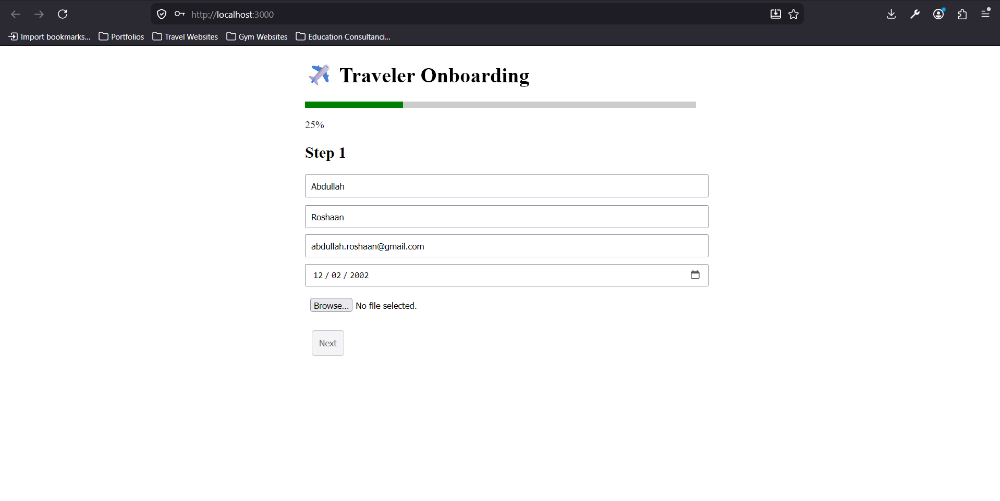 http://localhost:3000
Import bookmarks... Portfolios Travel Websites Gym Websites Education Consultanci...
Traveler Onboarding
25%
Step 1
Abdullah
Roshaan
abdullah.roshaan@gmail.com
12 / 02 / 2002
Browse... No file selected.
Next